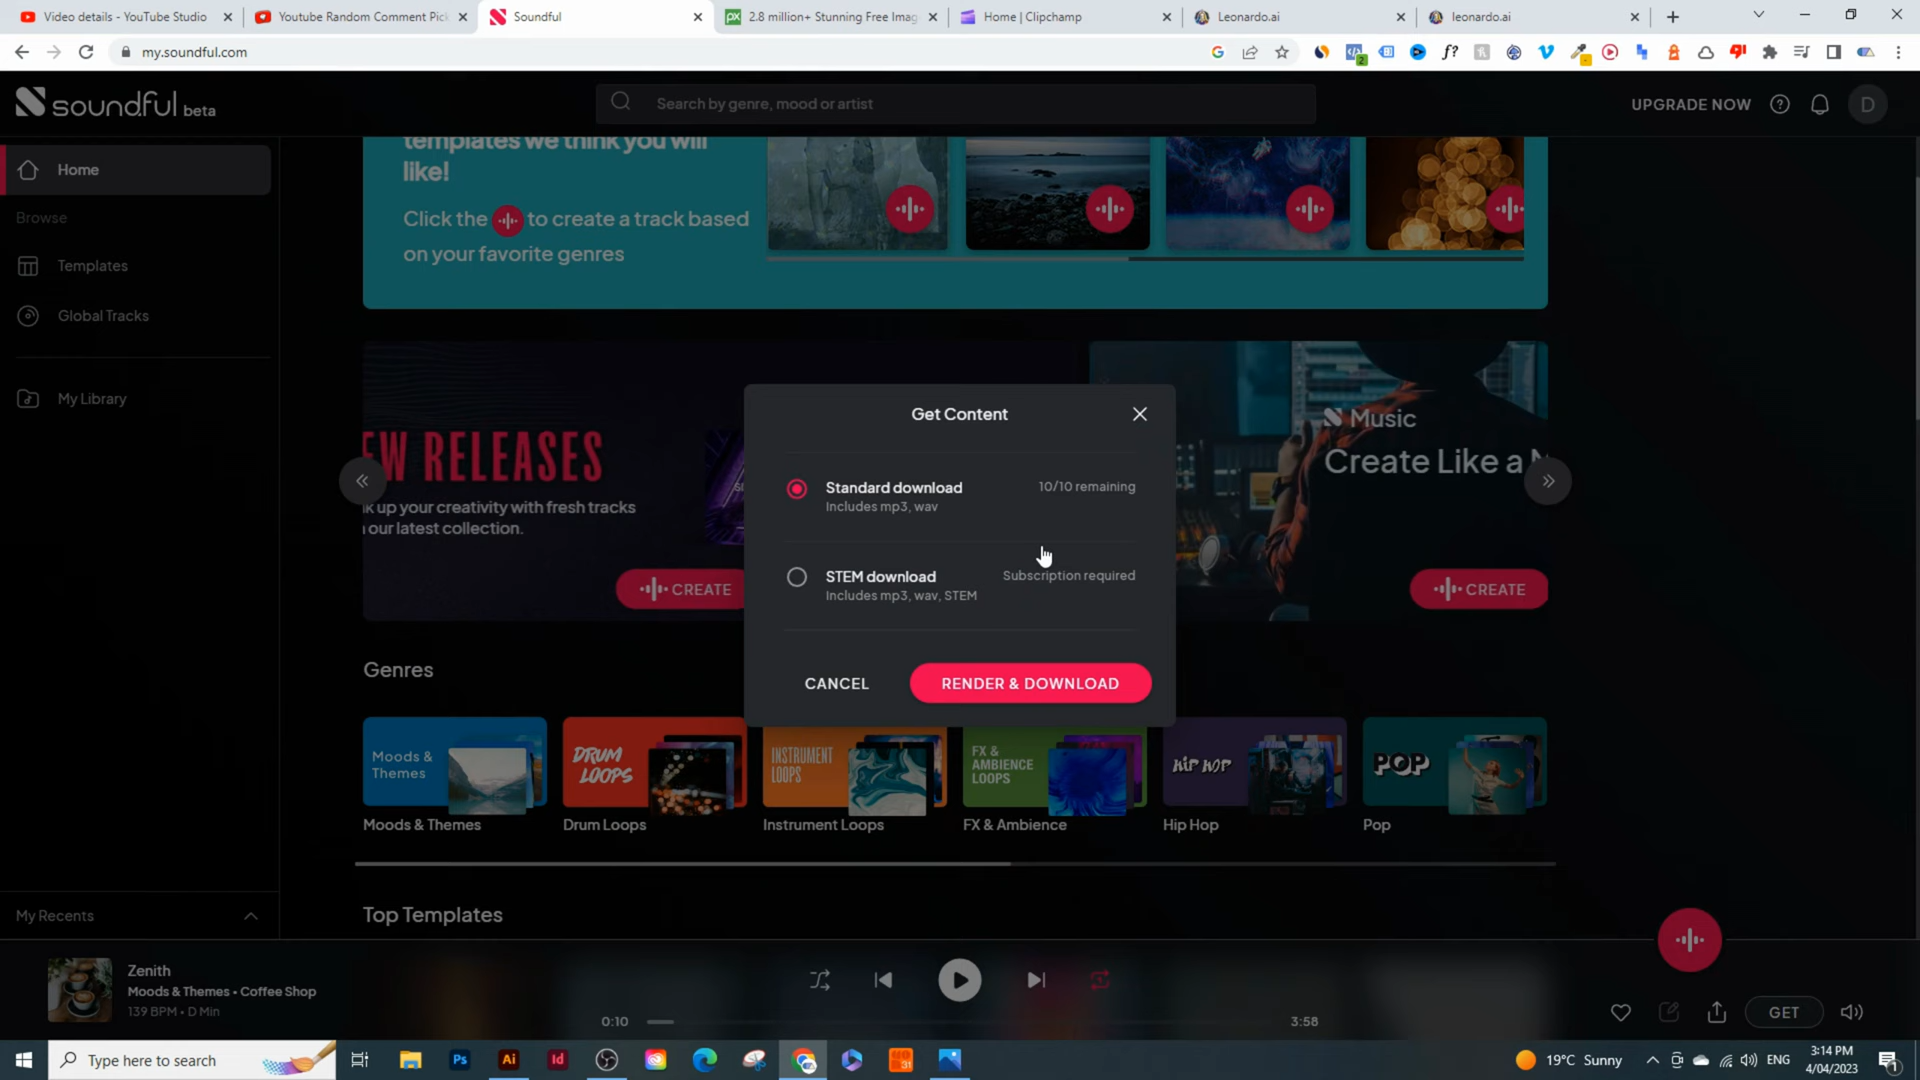 Video details - YouTube Studio
Youtube Random Comment Pick
Soundful
2.8 million+ Stunning Free Imag
Home | Clipchamp
Leonardo.ai
leonardo.ai
my.soundful.com
soundful beta
Search by genre, mood or artist
UPGRADE NOW
D
Home
Browse
Templates
Global Tracks
My Library
templates we think you will
like!
Click the to create a track based
on your favorite genres
EW RELEASES
k up your creativity with fresh tracks
our latest collection.
CREATE
Music
Create Like a
CREATE
Get Content
Standard download
10/10 remaining
Includes mp3, wav
STEM download
Subscription required
Includes mp3, wav, STEM
CANCEL
RENDER & DOWNLOAD
Genres
Moods &
Themes
DRUM
LOOPS
INSTRUMENT
LOOPS
FX &
AMBIENCE
LOOPS
HIP HOP
POP
Moods & Themes
Drum Loops
Instrument Loops
FX & Ambience
Hip Hop
Pop
My Recents
Top Templates
Zenith
Moods & Themes • Coffee Shop
139 BPM • D Min
0:10
3:58
GET
Type here to search
19°C Sunny
ENG
3:14 PM
4/04/2023